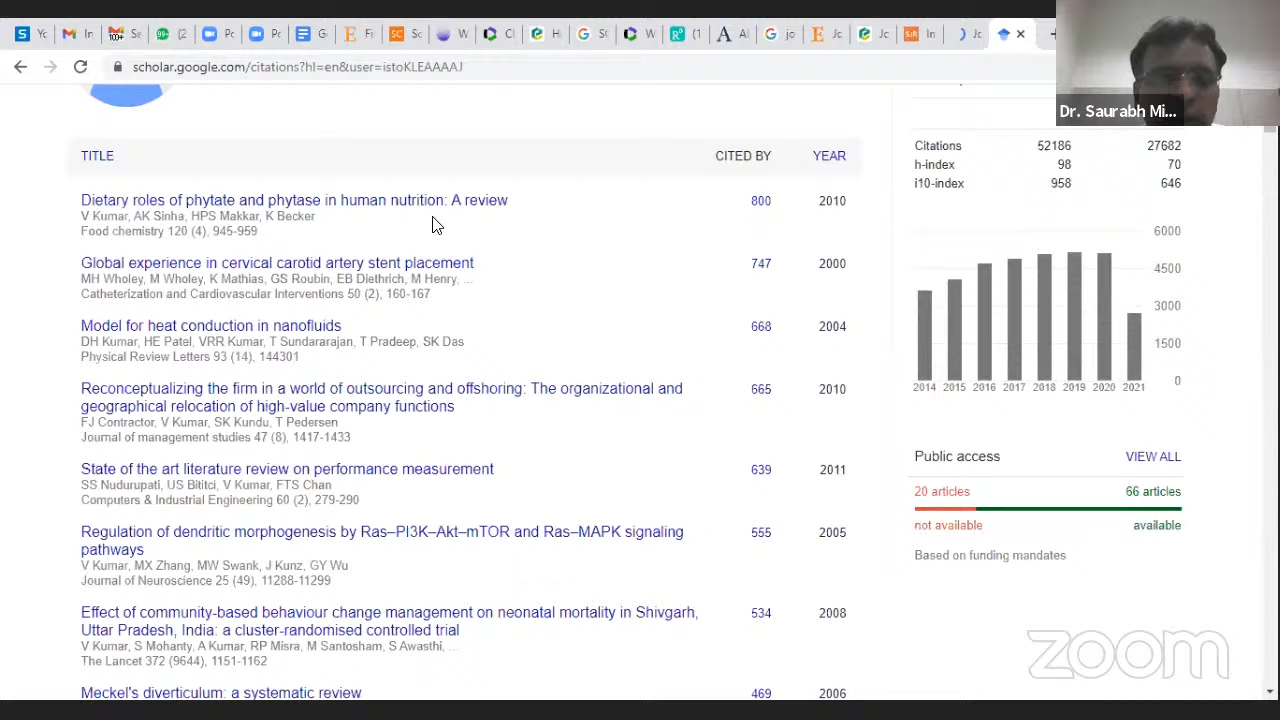 scholar.google.com/citations?hl=en&user=istoKLEAAAAJ
Dr. Saurabh Mi...
TITLE CITED BY YEAR
Dietary roles of phytate and phytase in human nutrition: A review 800 2010
V Kumar, AK Sinha, HPS Makkar, K Becker
Food chemistry 120 (4), 945-959
Global experience in cervical carotid artery stent placement 747 2000
MH Wholey, M Wholey, K Mathias, GS Roubin, EB Diethrich, M Henry, ...
Catheterization and Cardiovascular Interventions 50 (2), 160-167
Model for heat conduction in nanofluids 668 2004
DH Kumar, HE Patel, VRR Kumar, T Sundararajan, T Pradeep, SK Das
Physical Review Letters 93 (14), 144301
Reconceptualizing the firm in a world of outsourcing and offshoring: The organizational and 665 2010
geographical relocation of high-value company functions
FJ Contractor, V Kumar, SK Kundu, T Pedersen
Journal of management studies 47 (8), 1417-1433
State of the art literature review on performance measurement 639 2011
SS Nudurupati, US Bititci, V Kumar, FTS Chan
Computers & Industrial Engineering 60 (2), 279-290
Regulation of dendritic morphogenesis by Ras–PI3K–Akt–mTOR and Ras–MAPK signaling 555 2005
pathways
V Kumar, MX Zhang, MW Swank, J Kunz, GY Wu
Journal of Neuroscience 25 (49), 11288-11299
Effect of community-based behaviour change management on neonatal mortality in Shivgarh, 534 2008
Uttar Pradesh, India: a cluster-randomised controlled trial
V Kumar, S Mohanty, A Kumar, RP Misra, M Santosham, S Awasthi, ...
The Lancet 372 (9644), 1151-1162
Meckel's diverticulum: a systematic review 469 2006
Citations 52186 27682
h-index 98 70
i10-index 958 646
6000
4500
3000
1500
0
2014 2015 2016 2017 2018 2019 2020 2021
Public access VIEW ALL
20 articles 66 articles
not available available
Based on funding mandates
zoom